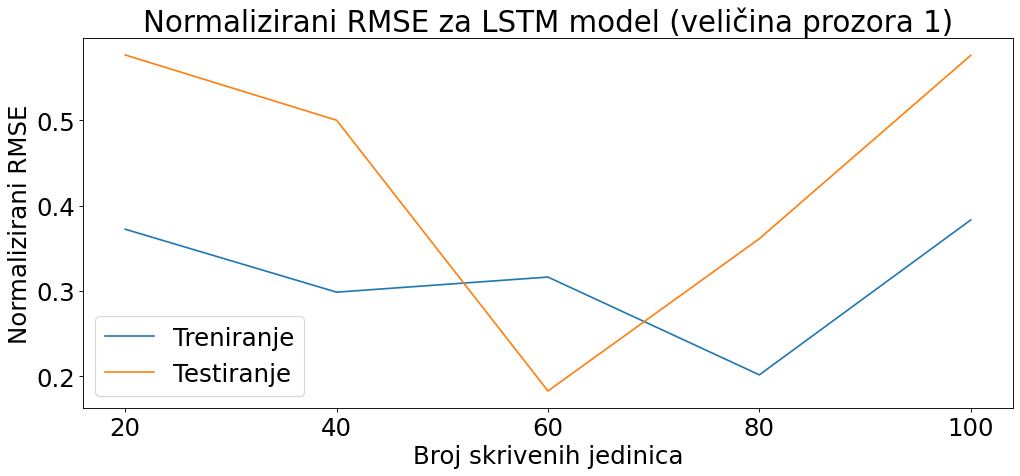 Normalizirani RMSE za LSTM model (veličina prozora 1)
Normalizirani RMSE
0.5
0.4
0.3
0.2
Treniranje
Testiranje
20 40 60 80 100
Broj skrivenih jedinica